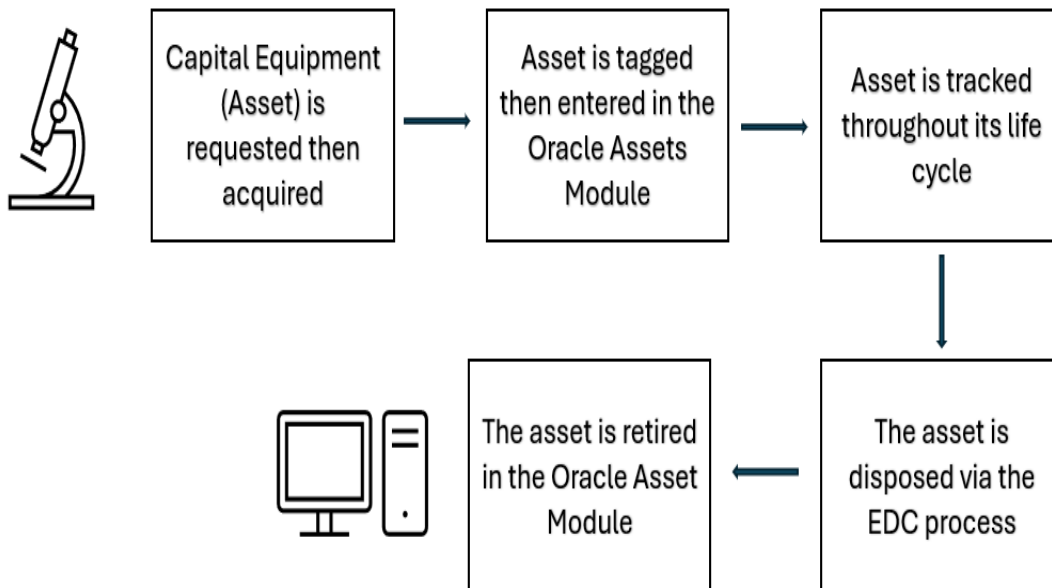 Capital Equipment
(Asset) is
requested then
acquired
Asset is tagged
then entered in the
Oracle Assets
Module
Asset is tracked
throughout its life
cycle
The asset is
disposed via the
EDC process
The asset is retired
in the Oracle Asset
Module